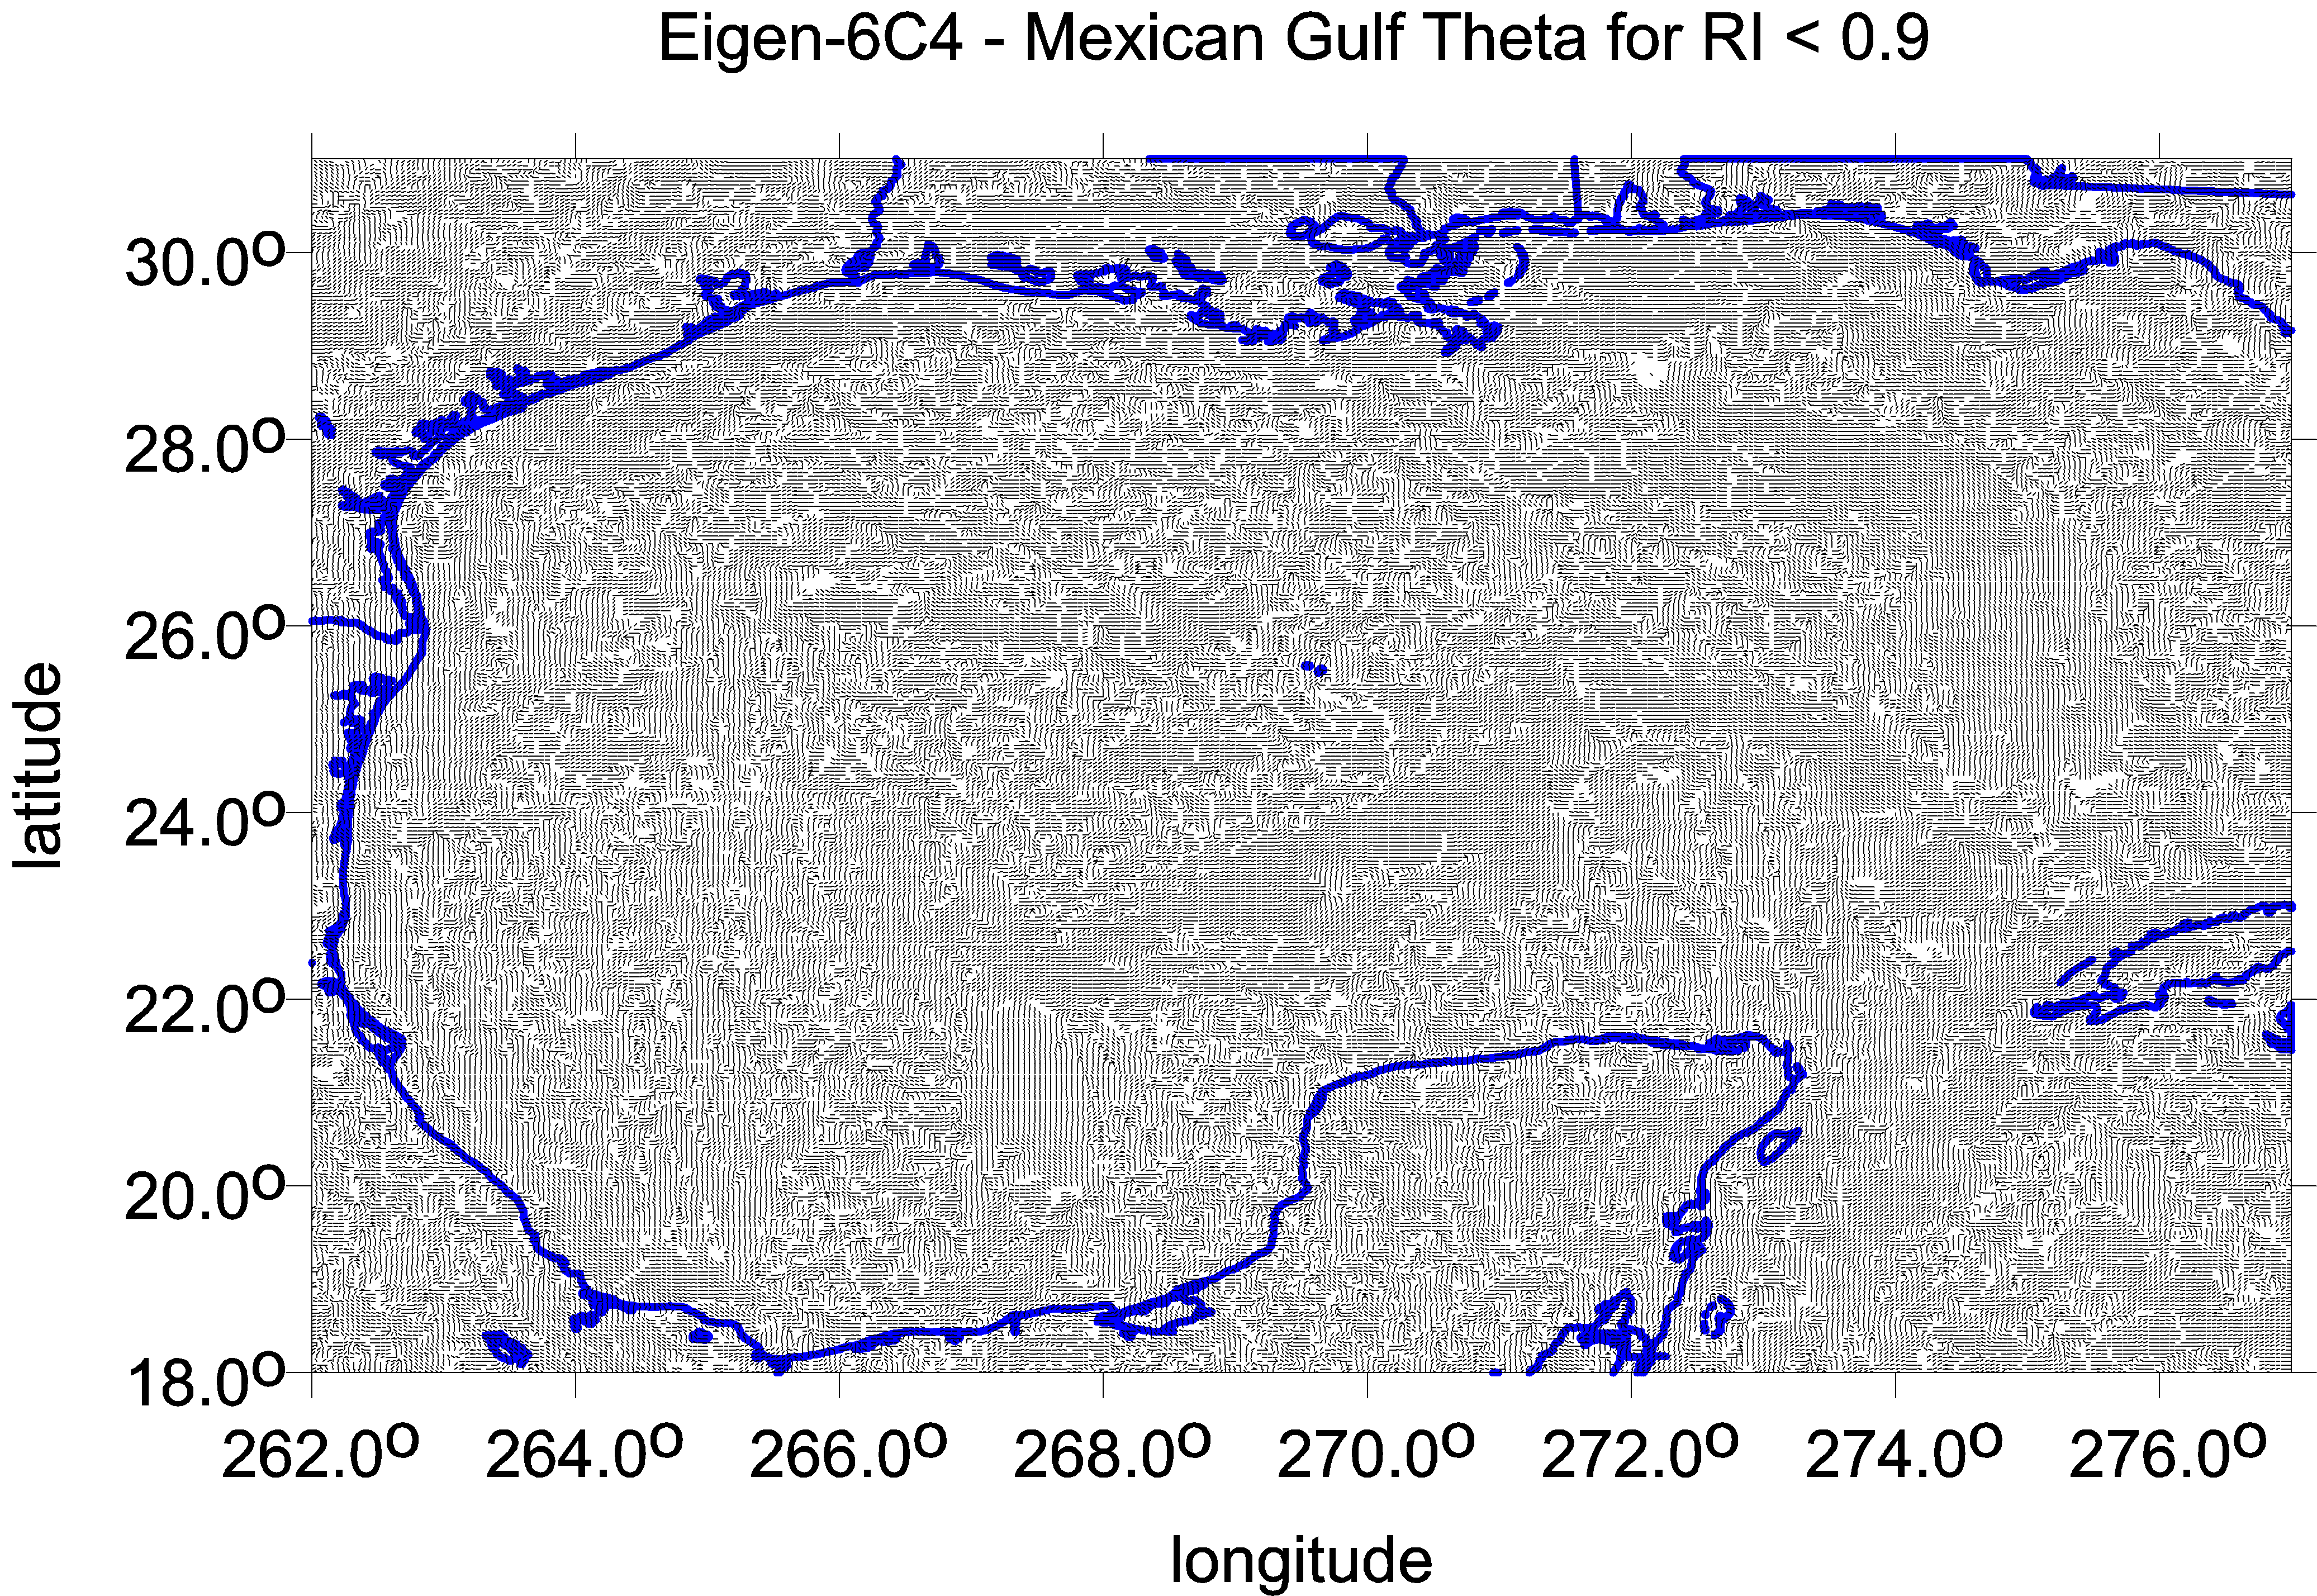 Eigen-6C4 - Mexican Gulf Theta for RI < 0.9
30.0o
28.0o
26.0o
24.0o
22.0o
20.0o
18.0o
latitude
262.0o 264.0o 266.0o 268.0o 270.0o 272.0o 274.0o 276.0o
longitude